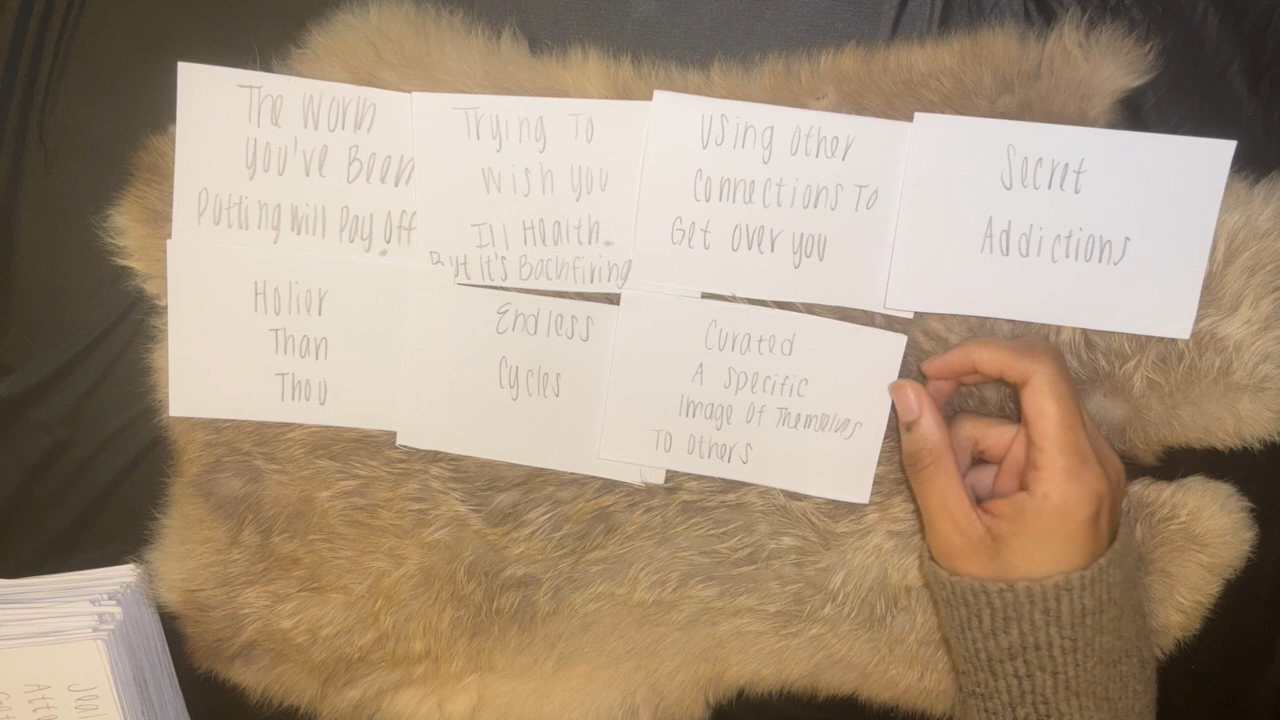 The Work
you've Been
Putting will Pay off.
Trying To
Wish you
Ill Health.
But It's Backfiring
Using Other
Connections To
Get over you
Secret
Addictions
Holier
Than
Thou
Endless
Cycles
Curated
A Specific
Image Of Themselves
To Others